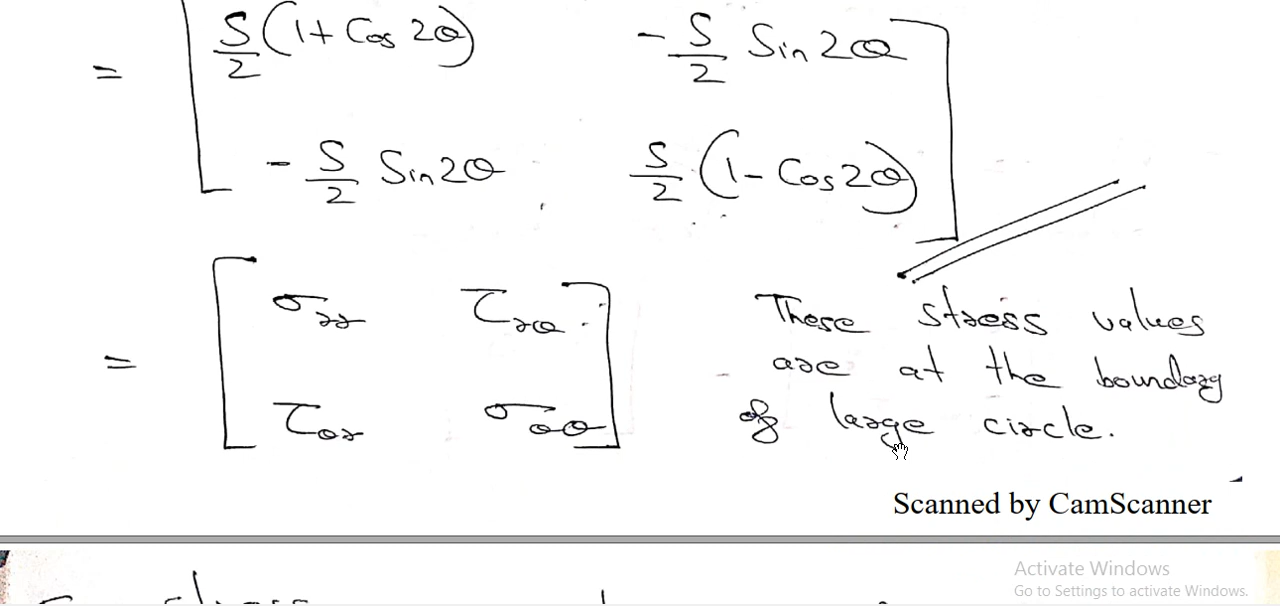 = [ S/2 (1 + Cos 2θ)    - S/2 Sin 2θ
- S/2 Sin 2θ    S/2 (1 - Cos 2θ) ]
= [ σrr    τrθ
τθr    σθθ ]
These stress values
are at the boundary
of large circle.
Scanned by CamScanner
Activate Windows
Go to Settings to activate Windows.